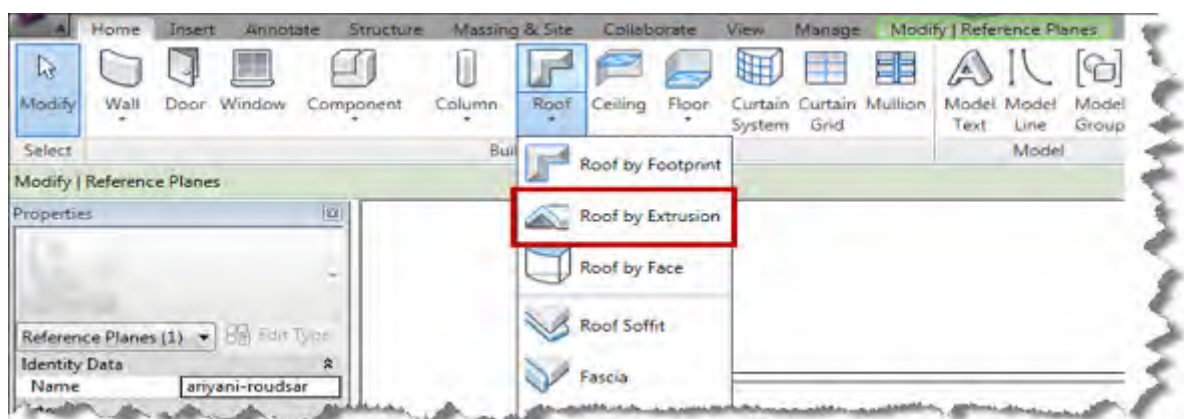 Home Insert Annotate Structure Massing & Site Collaborate View Manage Modify | Reference Planes
Modify Wall Door Window Component Column Roof Ceiling Floor Curtain System Curtain Grid Mullion Model Text Model Line Model Group
Select Buil Model
Modify | Reference Planes
Properties
Roof by Footprint
Roof by Extrusion
Roof by Face
Roof Soffit
Fascia
Reference Planes (1) Edit Type
Identity Data
Name ariyani-roudsar